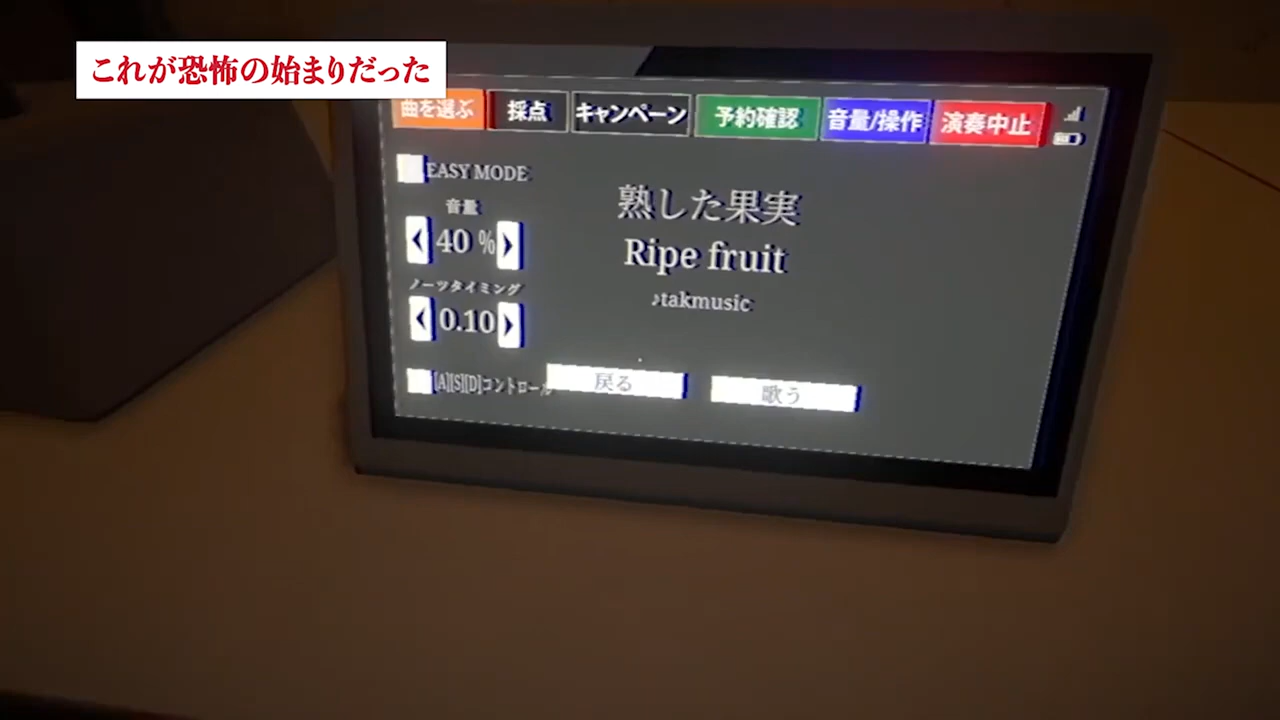 これが恐怖の始まりだった
曲を選ぶ
採点
キャンペーン
予約確認
音量/操作
演奏中止
EASY MODE
音量
40 %
ノーツタイミング
0.10
[A][S][D]コントロール
熟した果実
Ripe fruit
♪takmusic
戻る
歌う